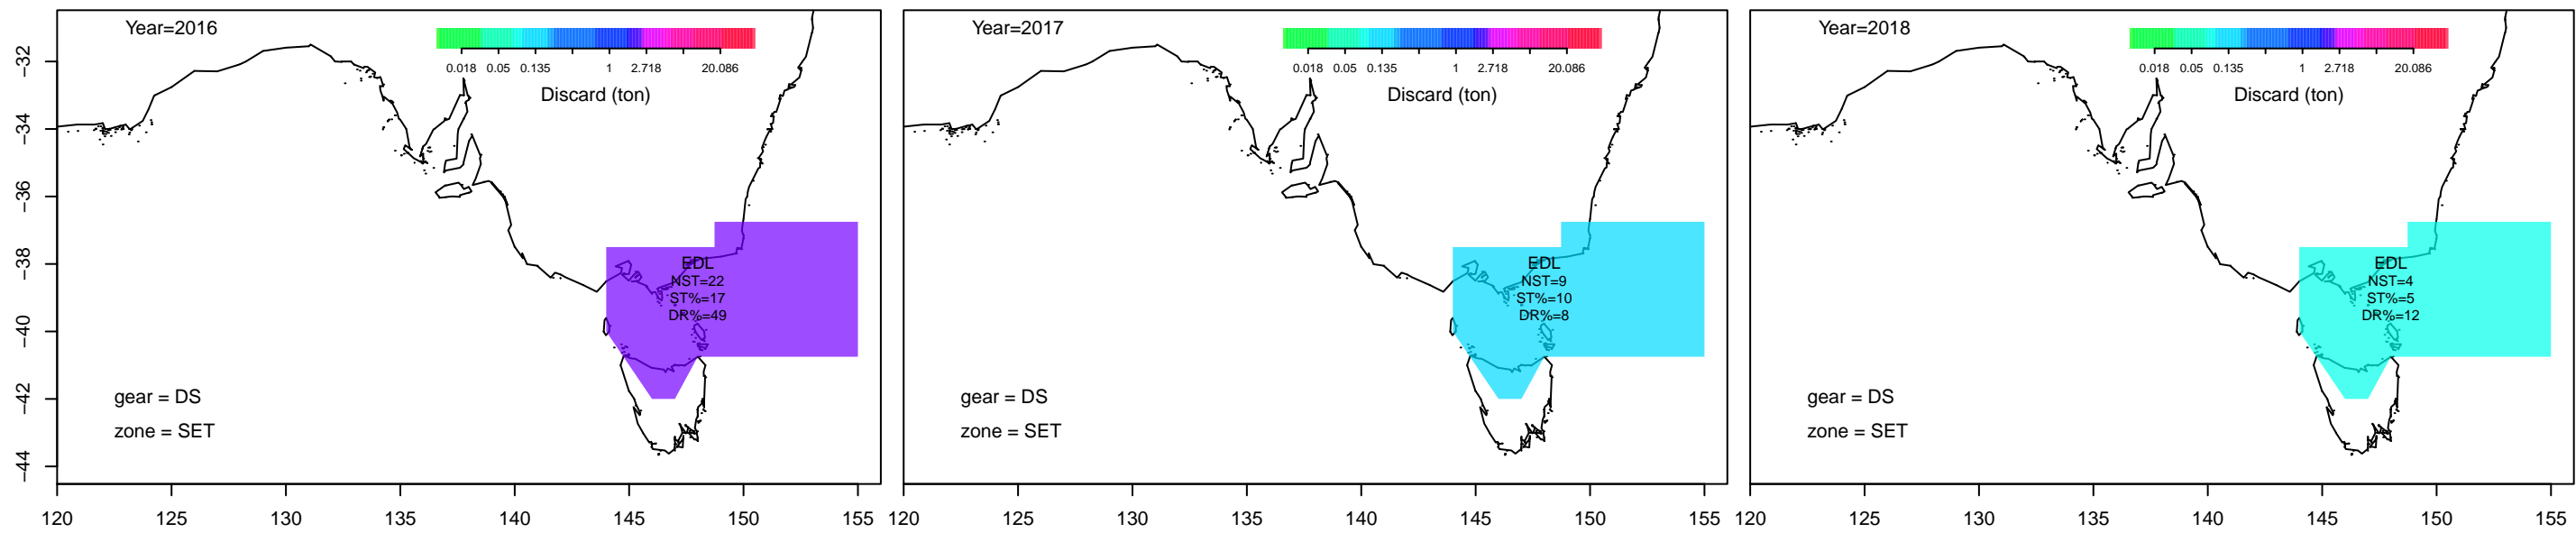 Year=2016
0.018 0.05 0.135 1 2.718 20.086
Discard (ton)
−32
−34
−36
−38
−40
−42
−44
EDL
NST=22
ST%=17
DR%=49
gear = DS
zone = SET
120 125 130 135 140 145 150 155
Year=2017
0.018 0.05 0.135 1 2.718 20.086
Discard (ton)
EDL
NST=9
ST%=10
DR%=8
gear = DS
zone = SET
120 125 130 135 140 145 150 155
Year=2018
0.018 0.05 0.135 1 2.718 20.086
Discard (ton)
EDL
NST=4
ST%=5
DR%=12
gear = DS
zone = SET
120 125 130 135 140 145 150 155